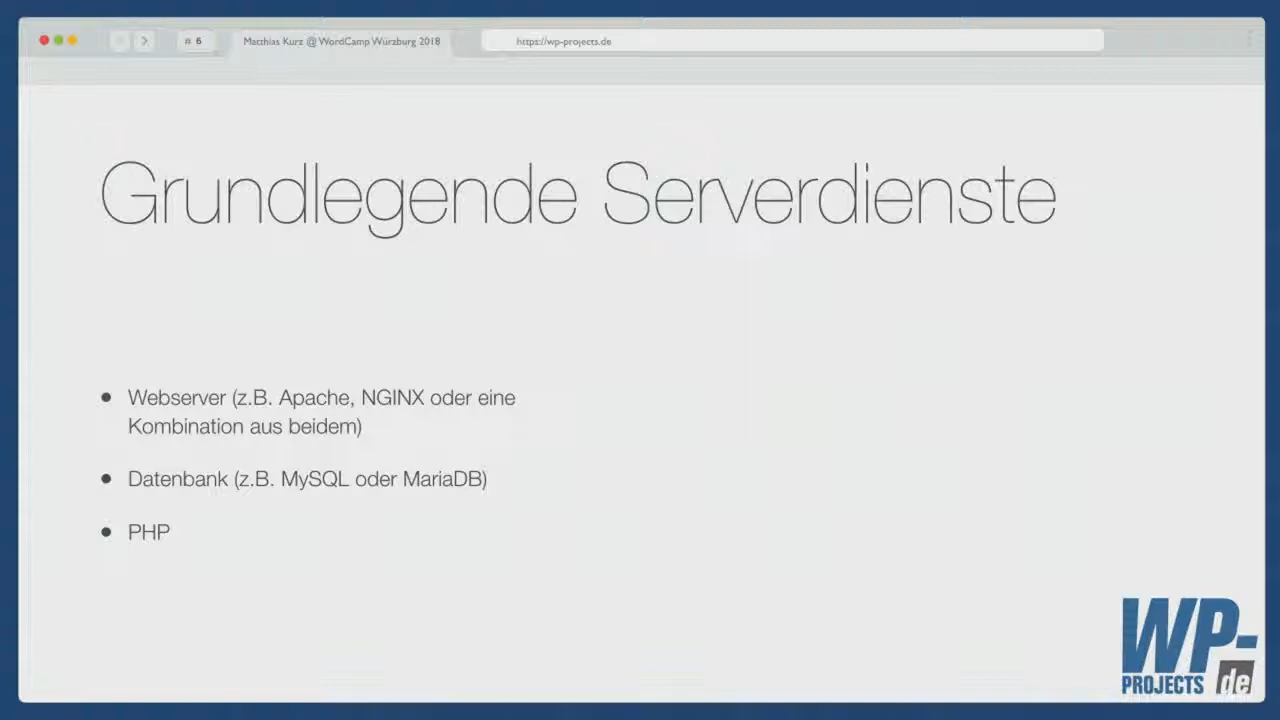 # 6
Matthias Kurz @ WordCamp Würzburg 2018
https://wp-projects.de
Grundlegende Serverdienste
• Webserver (z.B. Apache, NGINX oder eine
Kombination aus beidem)
• Datenbank (z.B. MySQL oder MariaDB)
• PHP
WP-
PROJECTS de